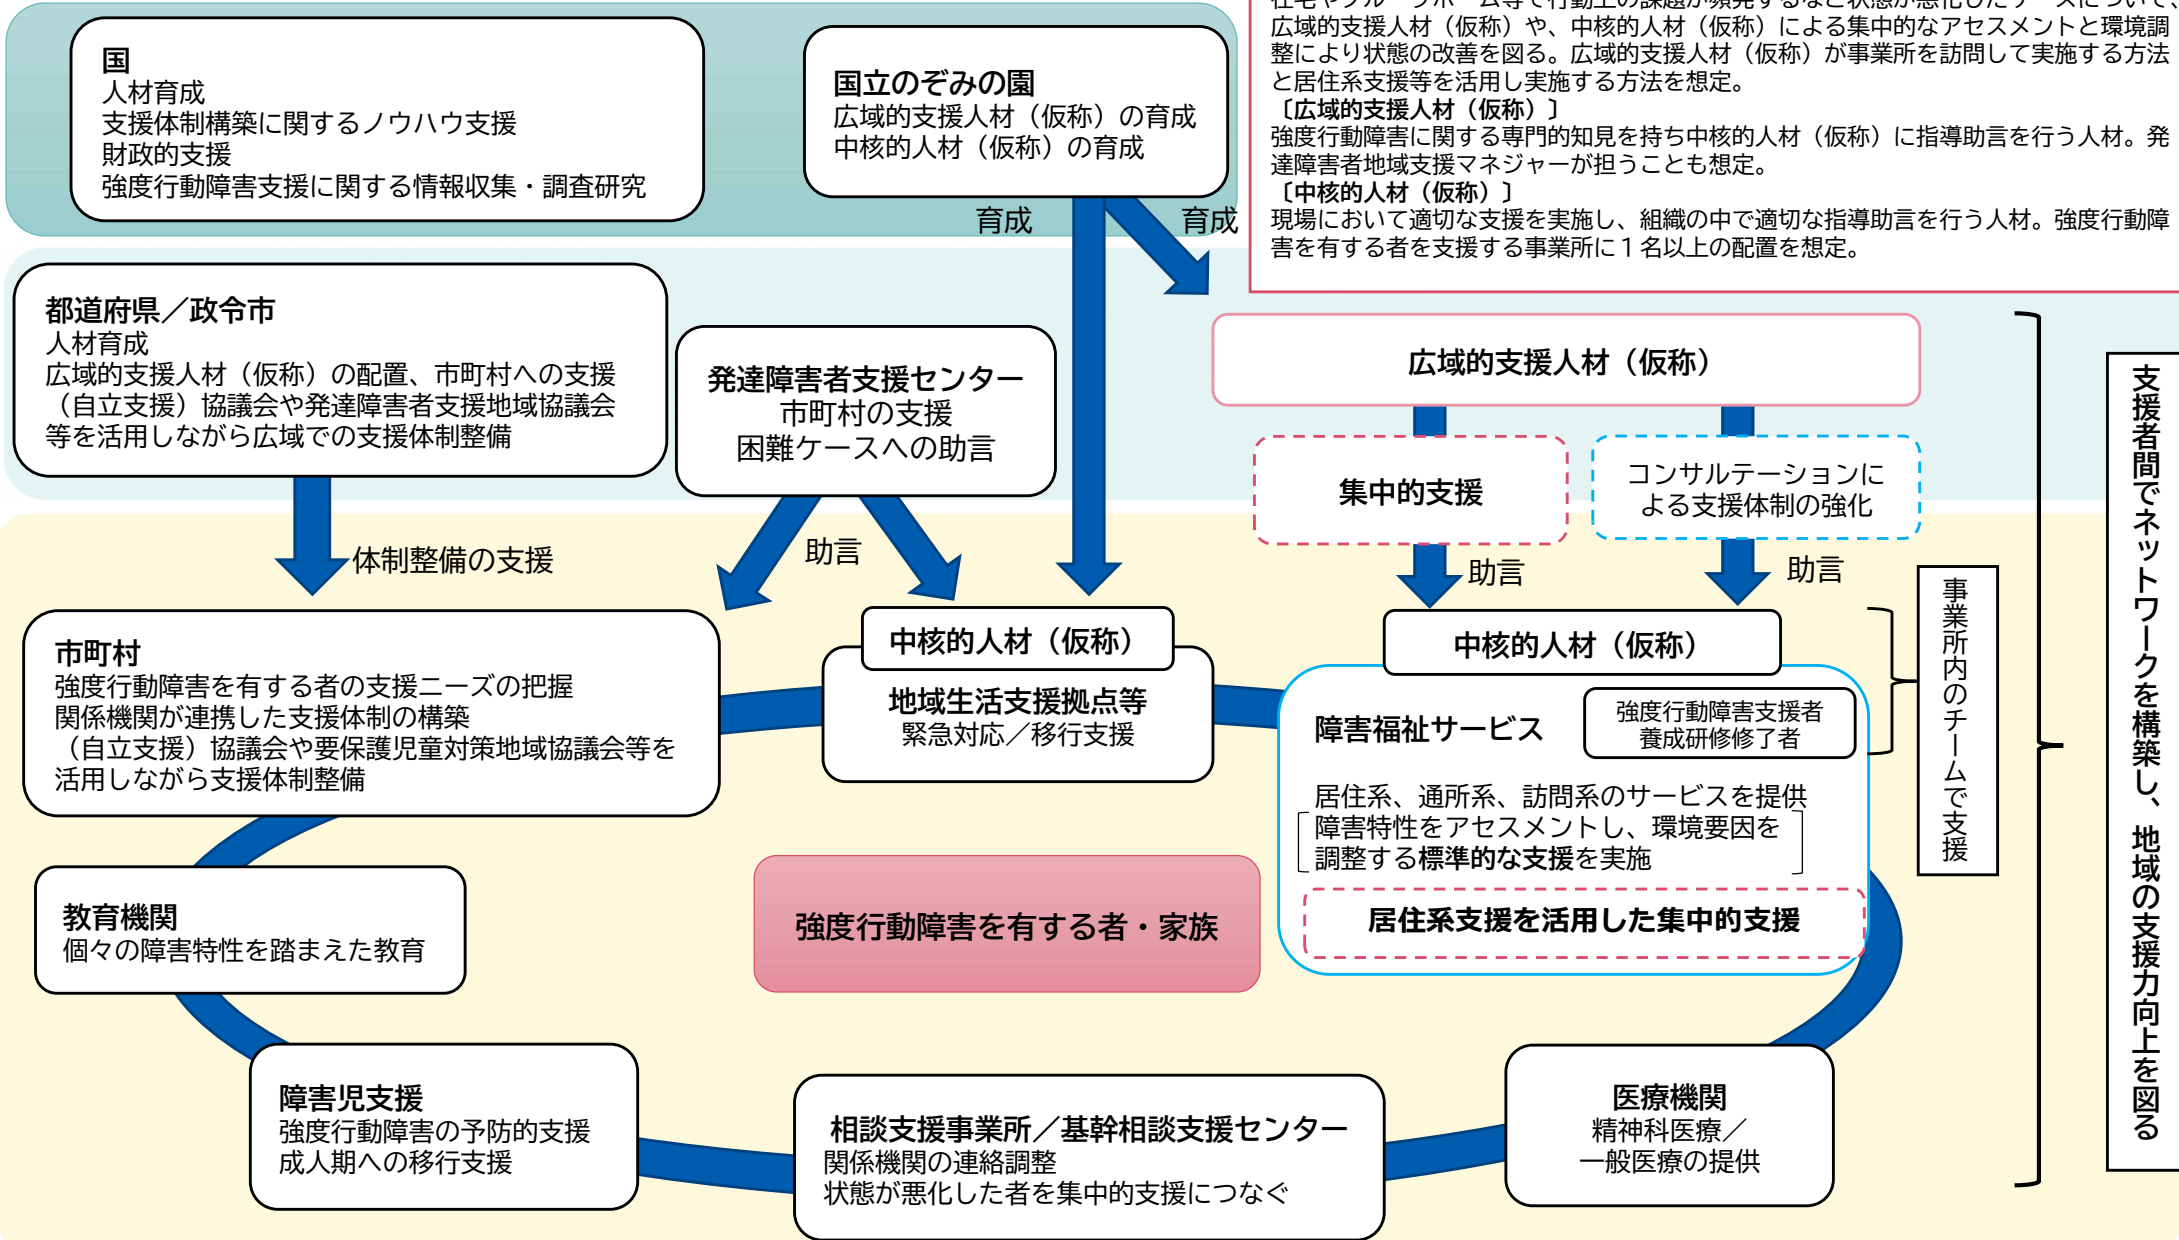 国
人材育成
支援体制構築に関するノウハウ支援
財政的支援
強度行動障害支援に関する情報収集・調査研究
国立のぞみの園
広域的支援人材（仮称）の育成
中核的人材（仮称）の育成
広域的支援人材（仮称）や、中核的人材（仮称）による集中的なアセスメントと環境調
整により状態の改善を図る。広域的支援人材（仮称）が事業所を訪問して実施する方法
と居住系支援等を活用し実施する方法を想定。
〔広域的支援人材（仮称）〕
強度行動障害に関する専門的知見を持ち中核的人材（仮称）に指導助言を行う人材。発
達障害者地域支援マネジャーが担うことも想定。
〔中核的人材（仮称）〕
現場において適切な支援を実施し、組織の中で適切な指導助言を行う人材。強度行動障
害を有する者を支援する事業所に１名以上の配置を想定。
育成
育成
都道府県／政令市
人材育成
広域的支援人材（仮称）の配置、市町村への支援
（自立支援）協議会や発達障害者支援地域協議会
等を活用しながら広域での支援体制整備
発達障害者支援センター
市町村の支援
困難ケースへの助言
広域的支援人材（仮称）
集中的支援
コンサルテーションに
よる支援体制の強化
体制整備の支援
助言
助言
助言
市町村
強度行動障害を有する者の支援ニーズの把握
関係機関が連携した支援体制の構築
（自立支援）協議会や要保護児童対策地域協議会等を
活用しながら支援体制整備
中核的人材（仮称）
地域生活支援拠点等
緊急対応／移行支援
中核的人材（仮称）
障害福祉サービス
強度行動障害支援者
養成研修修了者
居住系、通所系、訪問系のサービスを提供
障害特性をアセスメントし、環境要因を
調整する標準的な支援を実施
居住系支援を活用した集中的支援
事業所内のチームで支援
支援者間でネットワークを構築し、地域の支援力向上を図る
教育機関
個々の障害特性を踏まえた教育
強度行動障害を有する者・家族
障害児支援
強度行動障害の予防的支援
成人期への移行支援
相談支援事業所／基幹相談支援センター
関係機関の連絡調整
状態が悪化した者を集中的支援につなぐ
医療機関
精神科医療／
一般医療の提供